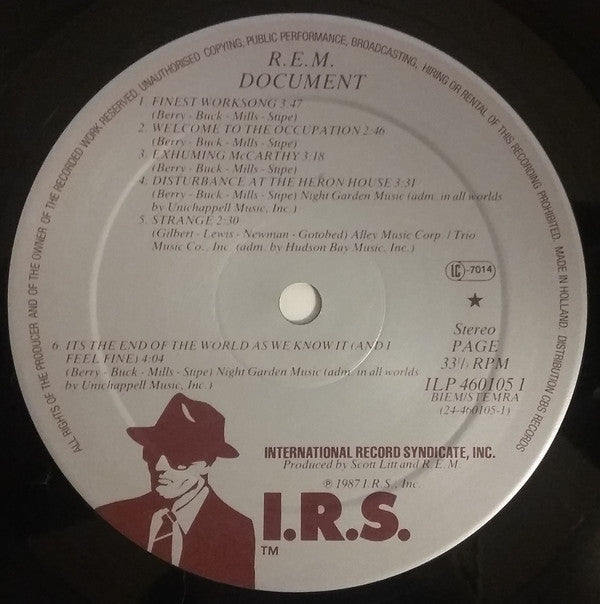 ALL RIGHTS OF THE PRODUCER AND OF THE OWNER OF THE RECORDED WORK RESERVED. UNAUTHORISED COPYING, PUBLIC PERFORMANCE, BROADCASTING, HIRING OR RENTAL OF THIS RECORDING PROHIBITED. MADE IN HOLLAND. DISTRIBUTION CBS RECORDS
R.E.M.
DOCUMENT
1. FINEST WORKSONG 3:47
(Berry - Buck - Mills - Stipe)
2. WELCOME TO THE OCCUPATION 2:46
(Berry - Buck - Mills - Stipe)
3. EXHUMING McCARTHY 3:18
(Berry - Buck - Mills - Stipe)
4. DISTURBANCE AT THE HERON HOUSE 3:31
(Berry - Buck - Mills - Stipe) Night Garden Music (adm. in all worlds
by Unichappell Music, Inc.)
5. STRANGE 2:30
(Gilbert - Lewis - Newman - Gotobed) Alley Music Corp. / Trio
Music Co., Inc. (adm. by Hudson Bay Music, Inc.)
LC-7014
★
Stereo
PAGE
33⅓ RPM
ILP 460105 1
BIEM/STEMRA
(24-460105-1)
6. ITS THE END OF THE WORLD AS WE KNOW IT (AND I
FEEL FINE) 4:04
(Berry - Buck - Mills - Stipe) Night Garden Music (adm. in all worlds
by Unichappell Music, Inc.)
INTERNATIONAL RECORD SYNDICATE, INC.
Produced by Scott Litt and R.E.M.
℗ 1987 I.R.S., Inc.
I.R.S.
TM